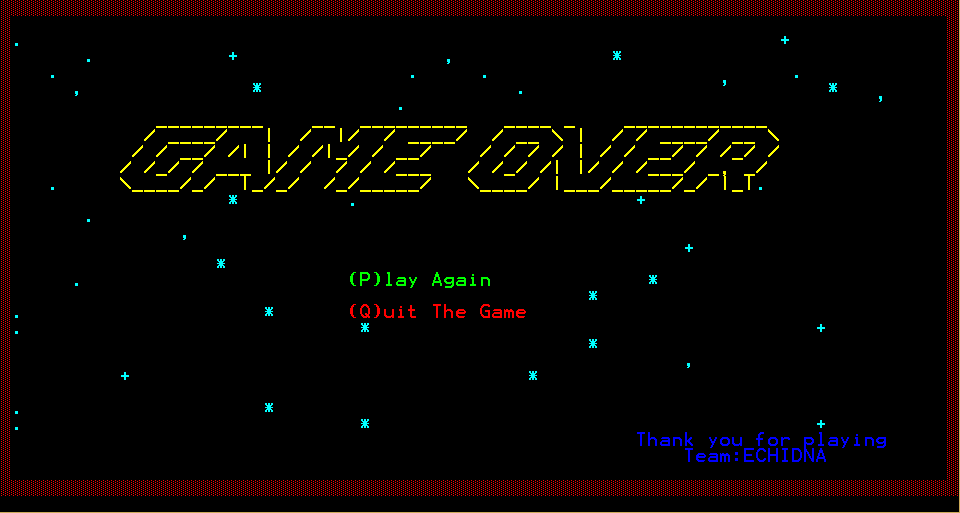 GAME OVER
(P)lay Again
(Q)uit The Game
Thank you for playing
Team:ECHIDNA